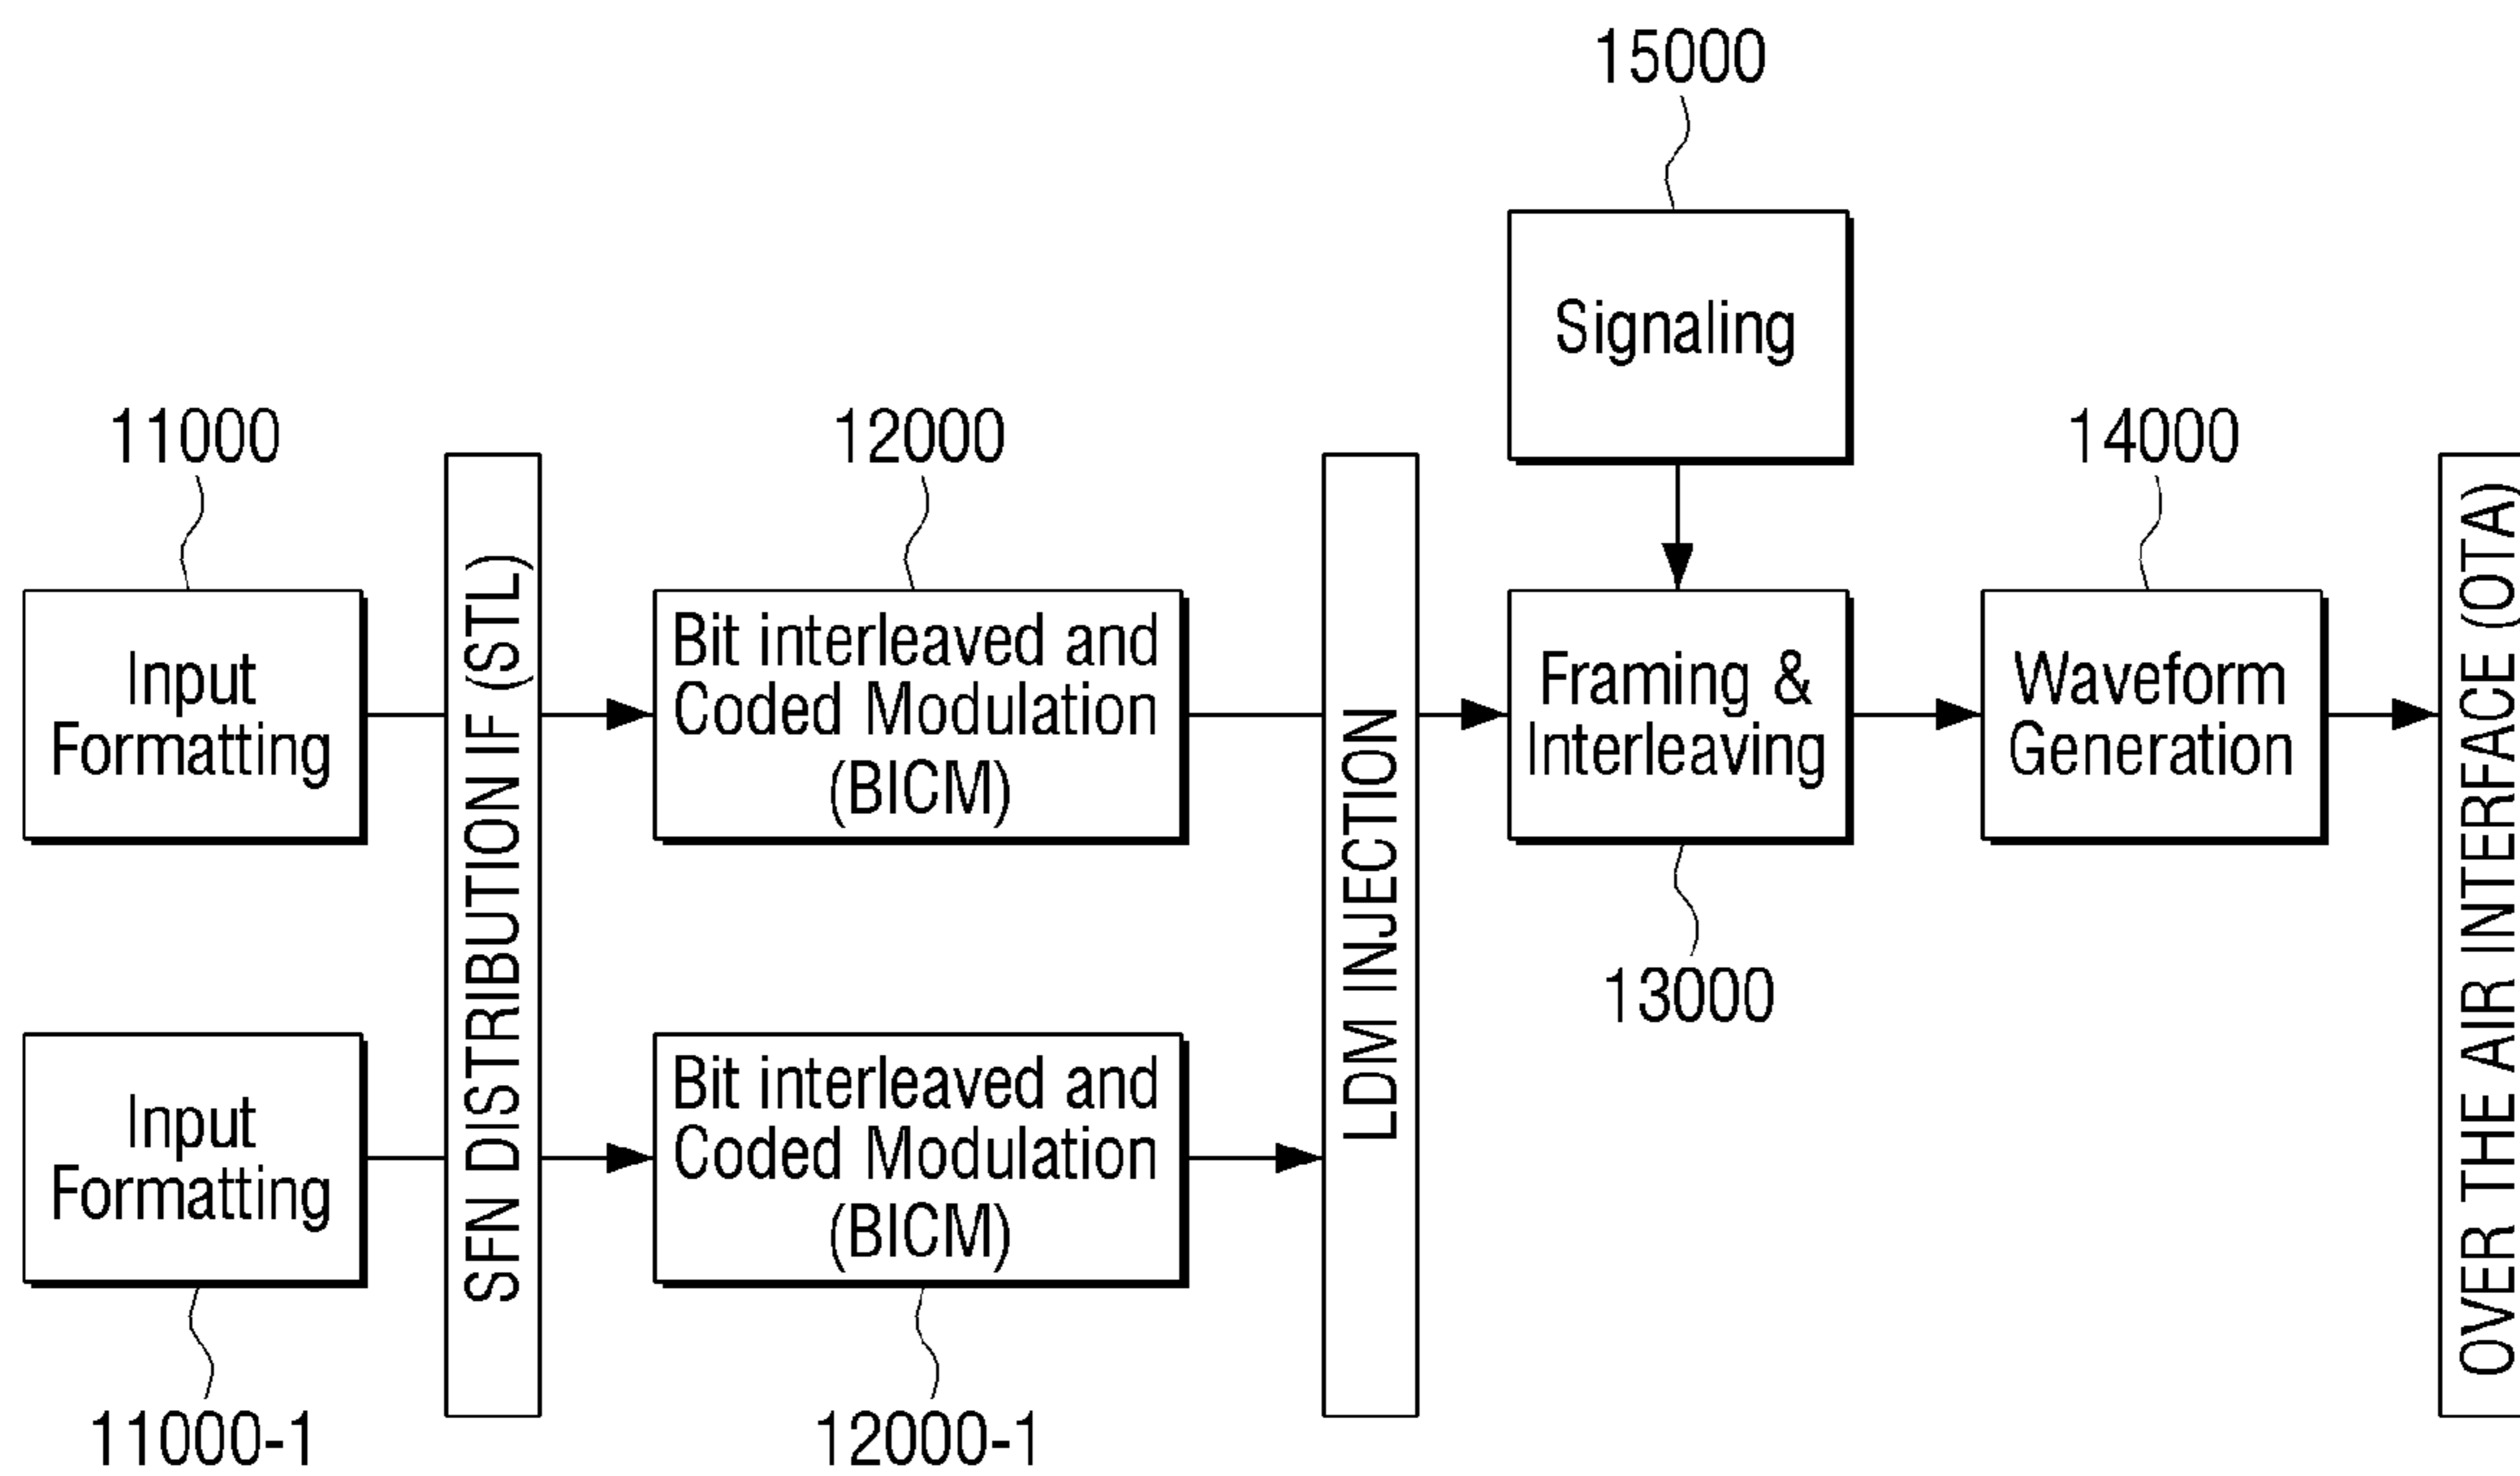 15000
Signaling
11000
12000
14000
Input
Formatting
SFN DISTRIBUTION IF (STL)
Bit interleaved and
Coded Modulation
(BICM)
LDM INJECTION
Framing &
Interleaving
Waveform
Generation
OVER THE AIR INTERFACE (OTA)
13000
Input
Formatting
Bit interleaved and
Coded Modulation
(BICM)
11000-1
12000-1